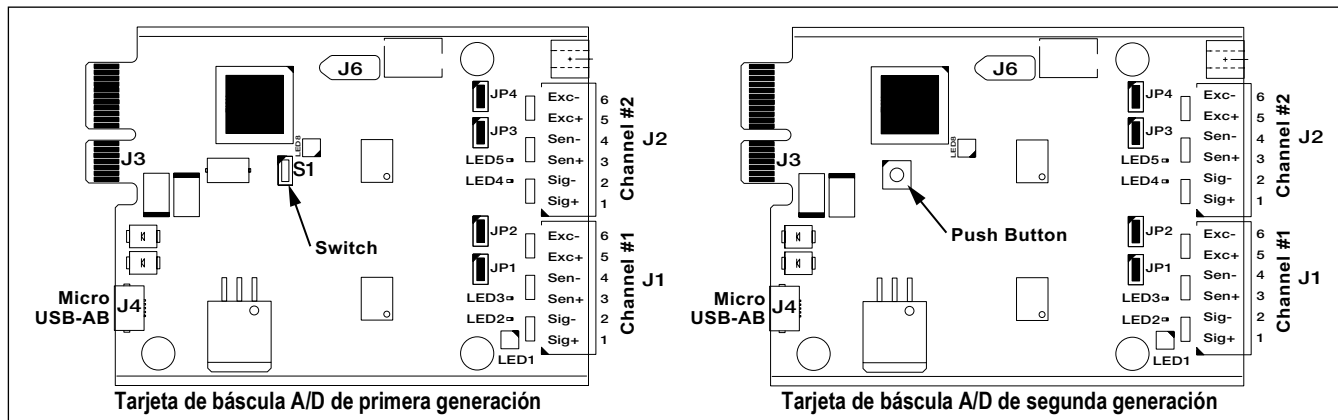 J6
JP4
JP3
LED8
LED5
LED4
J3
S1
Switch
Exc- 6
Exc+ 5
Sen- 4
Sen+ 3
Sig- 2
Sig+ 1
Channel #2
J2
JP2
JP1
LED3
LED2
LED1
Exc- 6
Exc+ 5
Sen- 4
Sen+ 3
Sig- 2
Sig+ 1
Channel #1
J1
Micro
USB-AB
J4
Tarjeta de báscula A/D de primera generación
J6
JP4
JP3
LED8
LED5
LED4
J3
Push Button
Exc- 6
Exc+ 5
Sen- 4
Sen+ 3
Sig- 2
Sig+ 1
Channel #2
J2
JP2
JP1
LED3
LED2
LED1
Exc- 6
Exc+ 5
Sen- 4
Sen+ 3
Sig- 2
Sig+ 1
Channel #1
J1
Micro
USB-AB
J4
Tarjeta de báscula A/D de segunda generación